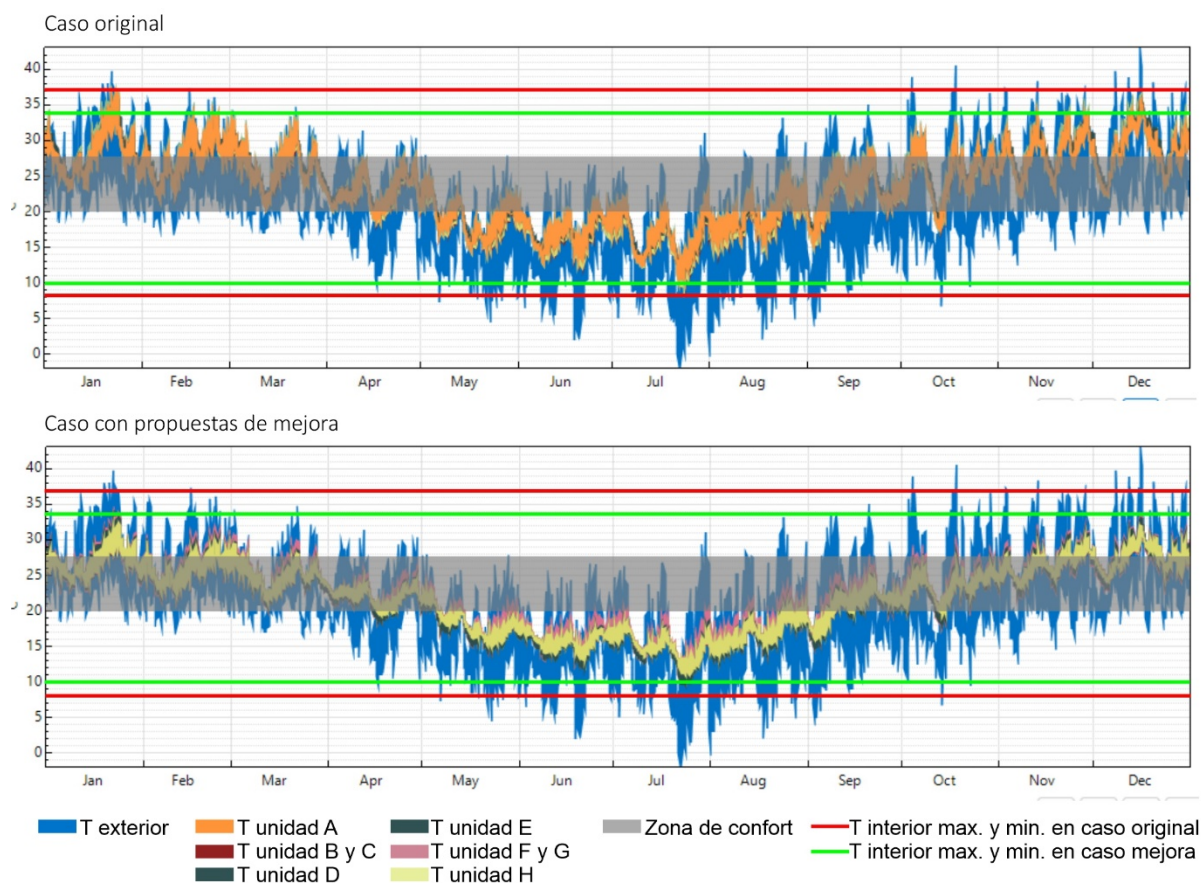 Caso original
40
35
30
25
20
15
10
5
0
Jan Feb Mar Apr May Jun Jul Aug Sep Oct Nov Dec
Caso con propuestas de mejora
40
35
30
25
20
15
10
5
0
Jan Feb Mar Apr May Jun Jul Aug Sep Oct Nov Dec
T exterior T unidad A T unidad E Zona de confort T interior max. y min. en caso original
T unidad B y C T unidad F y G T interior max. y min. en caso mejora
T unidad D T unidad H